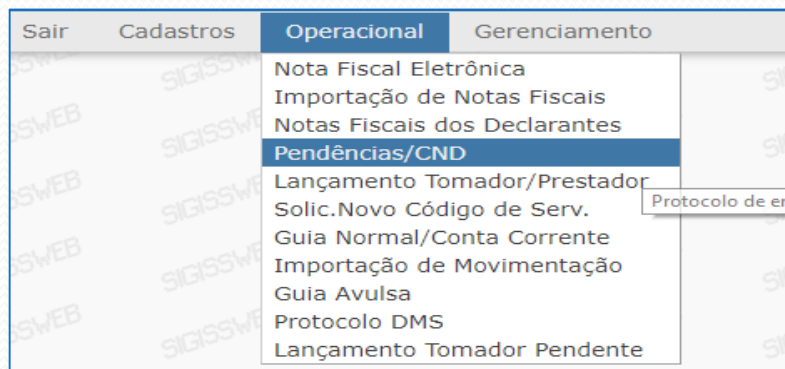 Sair Cadastros Operacional Gerenciamento
Nota Fiscal Eletrônica
Importação de Notas Fiscais
Notas Fiscais dos Declarantes
Pendências/CND
Lançamento Tomador/Prestador
Protocolo de
Solic.Novo Código de Serv.
Guia Normal/Conta Corrente
Importação de Movimentação
Guia Avulsa
Protocolo DMS
Lançamento Tomador Pendente
SIGISSWEB